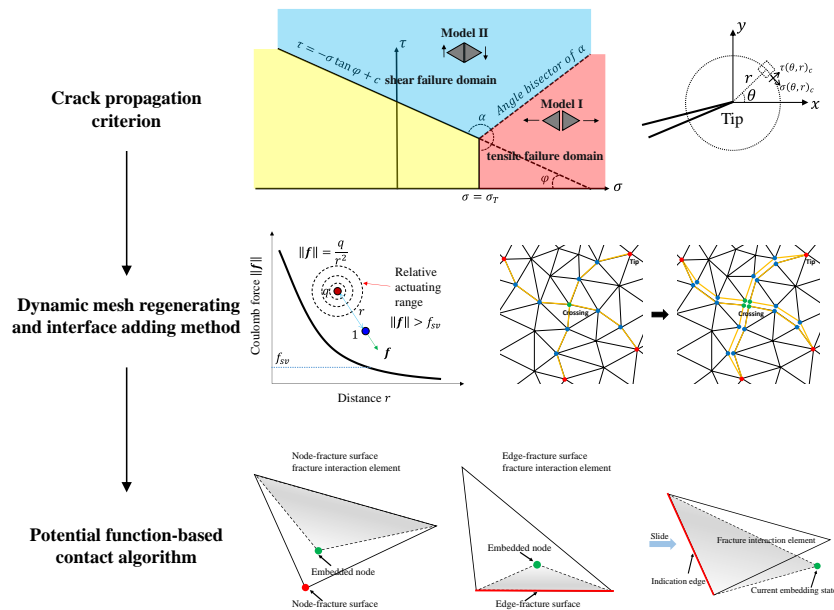 Crack propagation
criterion
Model II
τ
τ = −σ tan φ + c
shear failure domain
Angle bisector of α
Model I
α
tensile failure domain
φ
σ
σ = σ_T
y
τ(θ, r)_c
σ(θ, r)_c
r
θ
x
Tip
Dynamic mesh regenerating
and interface adding method
Coulomb force ‖f‖
‖f‖ = q/r²
Relative
actuating
range
‖f‖ > f_sv
q
r
1
f
f_sv
Distance r
Tip
Crossing
Tip
Crossing
Potential function-based
contact algorithm
Node-fracture surface
fracture interaction element
Embedded node
Node-fracture surface
Edge-fracture surface
fracture interaction element
Embedded node
Edge-fracture surface
Slide
Fracture interaction element
Indication edge
Current embedding state